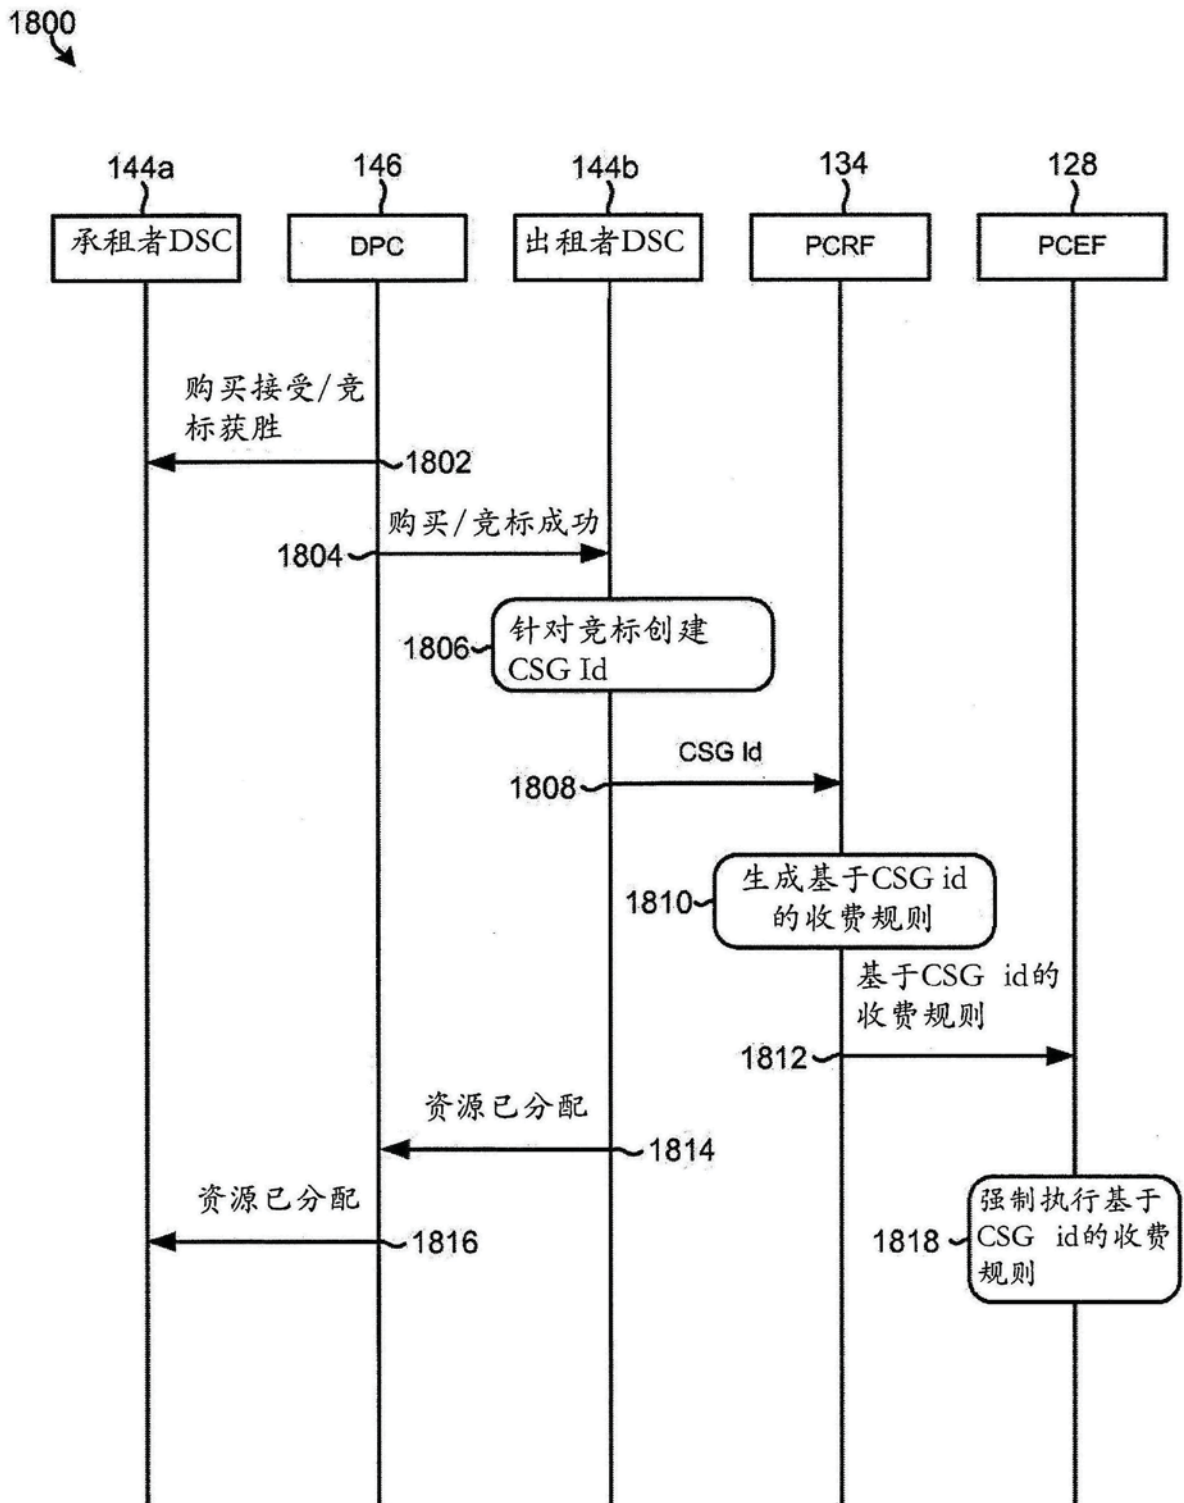 1800
144a
146
144b
134
128
承租者DSC
DPC
出租者DSC
PCRF
PCEF
购买接受/竞
标获胜
1802
购买/竞标成功
1804
针对竞标创建
CSG Id
1806
CSG Id
1808
生成基于CSG id
的收费规则
1810
基于CSG id的
收费规则
1812
资源已分配
1814
资源已分配
1816
强制执行基于
CSG id的收费
规则
1818